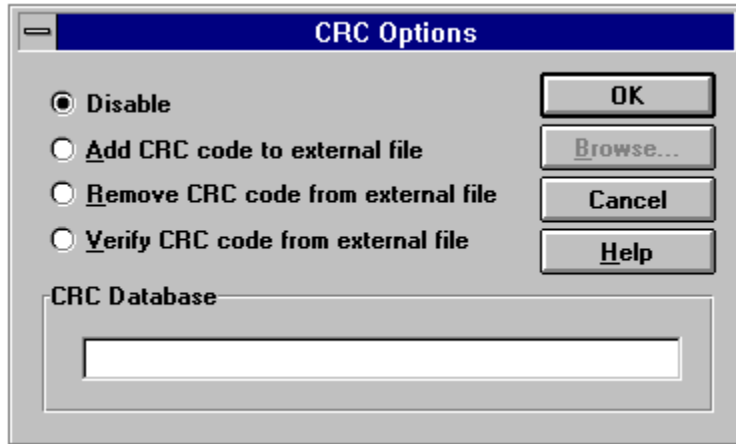 CRC Options
Disable
Add CRC code to external file
Remove CRC code from external file
Verify CRC code from external file
OK
Browse...
Cancel
Help
CRC Database